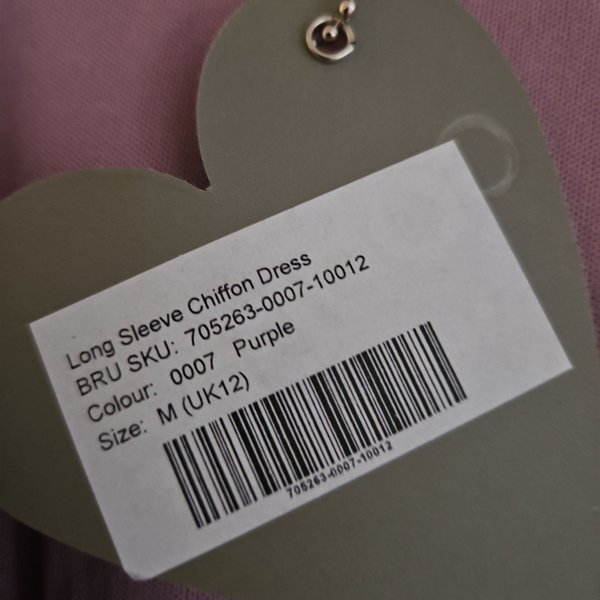 Long Sleeve Chiffon Dress
BRU SKU: 705263-0007-10012
Colour: 0007 Purple
Size: M (UK12)
705263-0007-10012